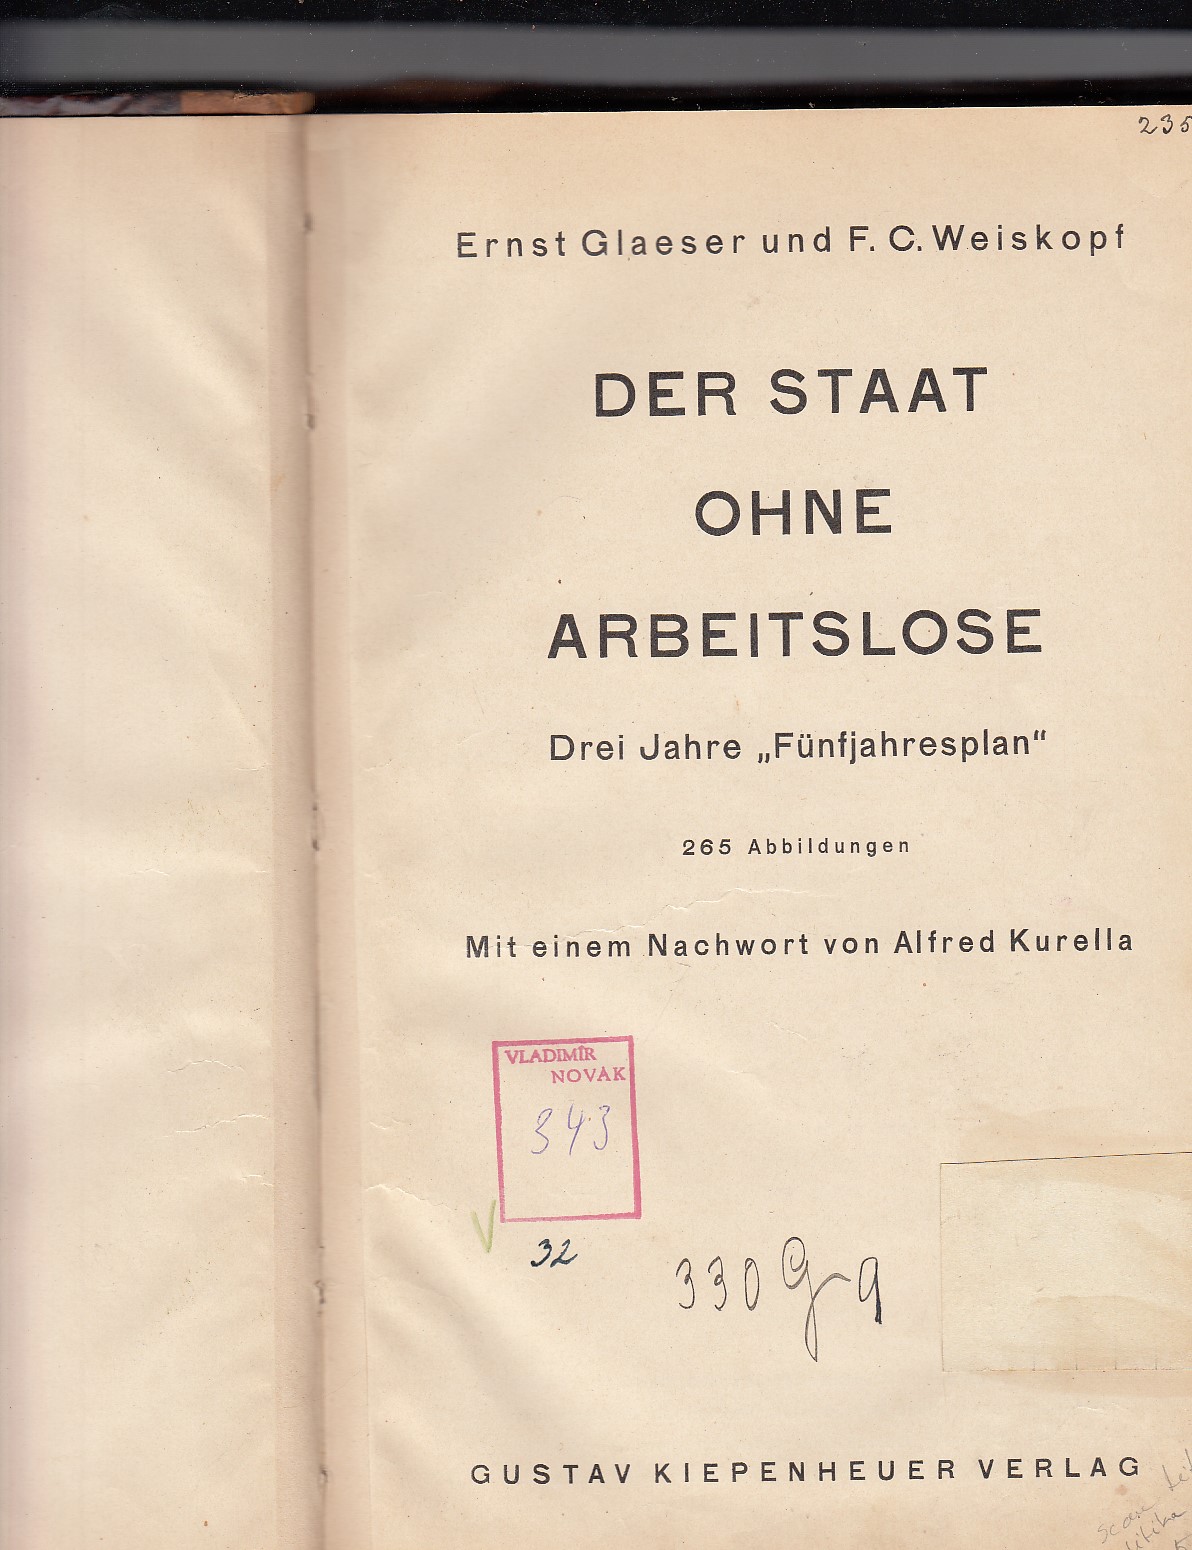 235
Ernst Glaeser und F. C. Weiskopf
DER STAAT
OHNE
ARBEITSLOSE
Drei Jahre „Fünfjahresplan“
265 Abbildungen
Mit einem Nachwort von Alfred Kurella
VLADIMÍR
NOVÁK
343
32
330 G 9
GUSTAV KIEPENHEUER VERLAG